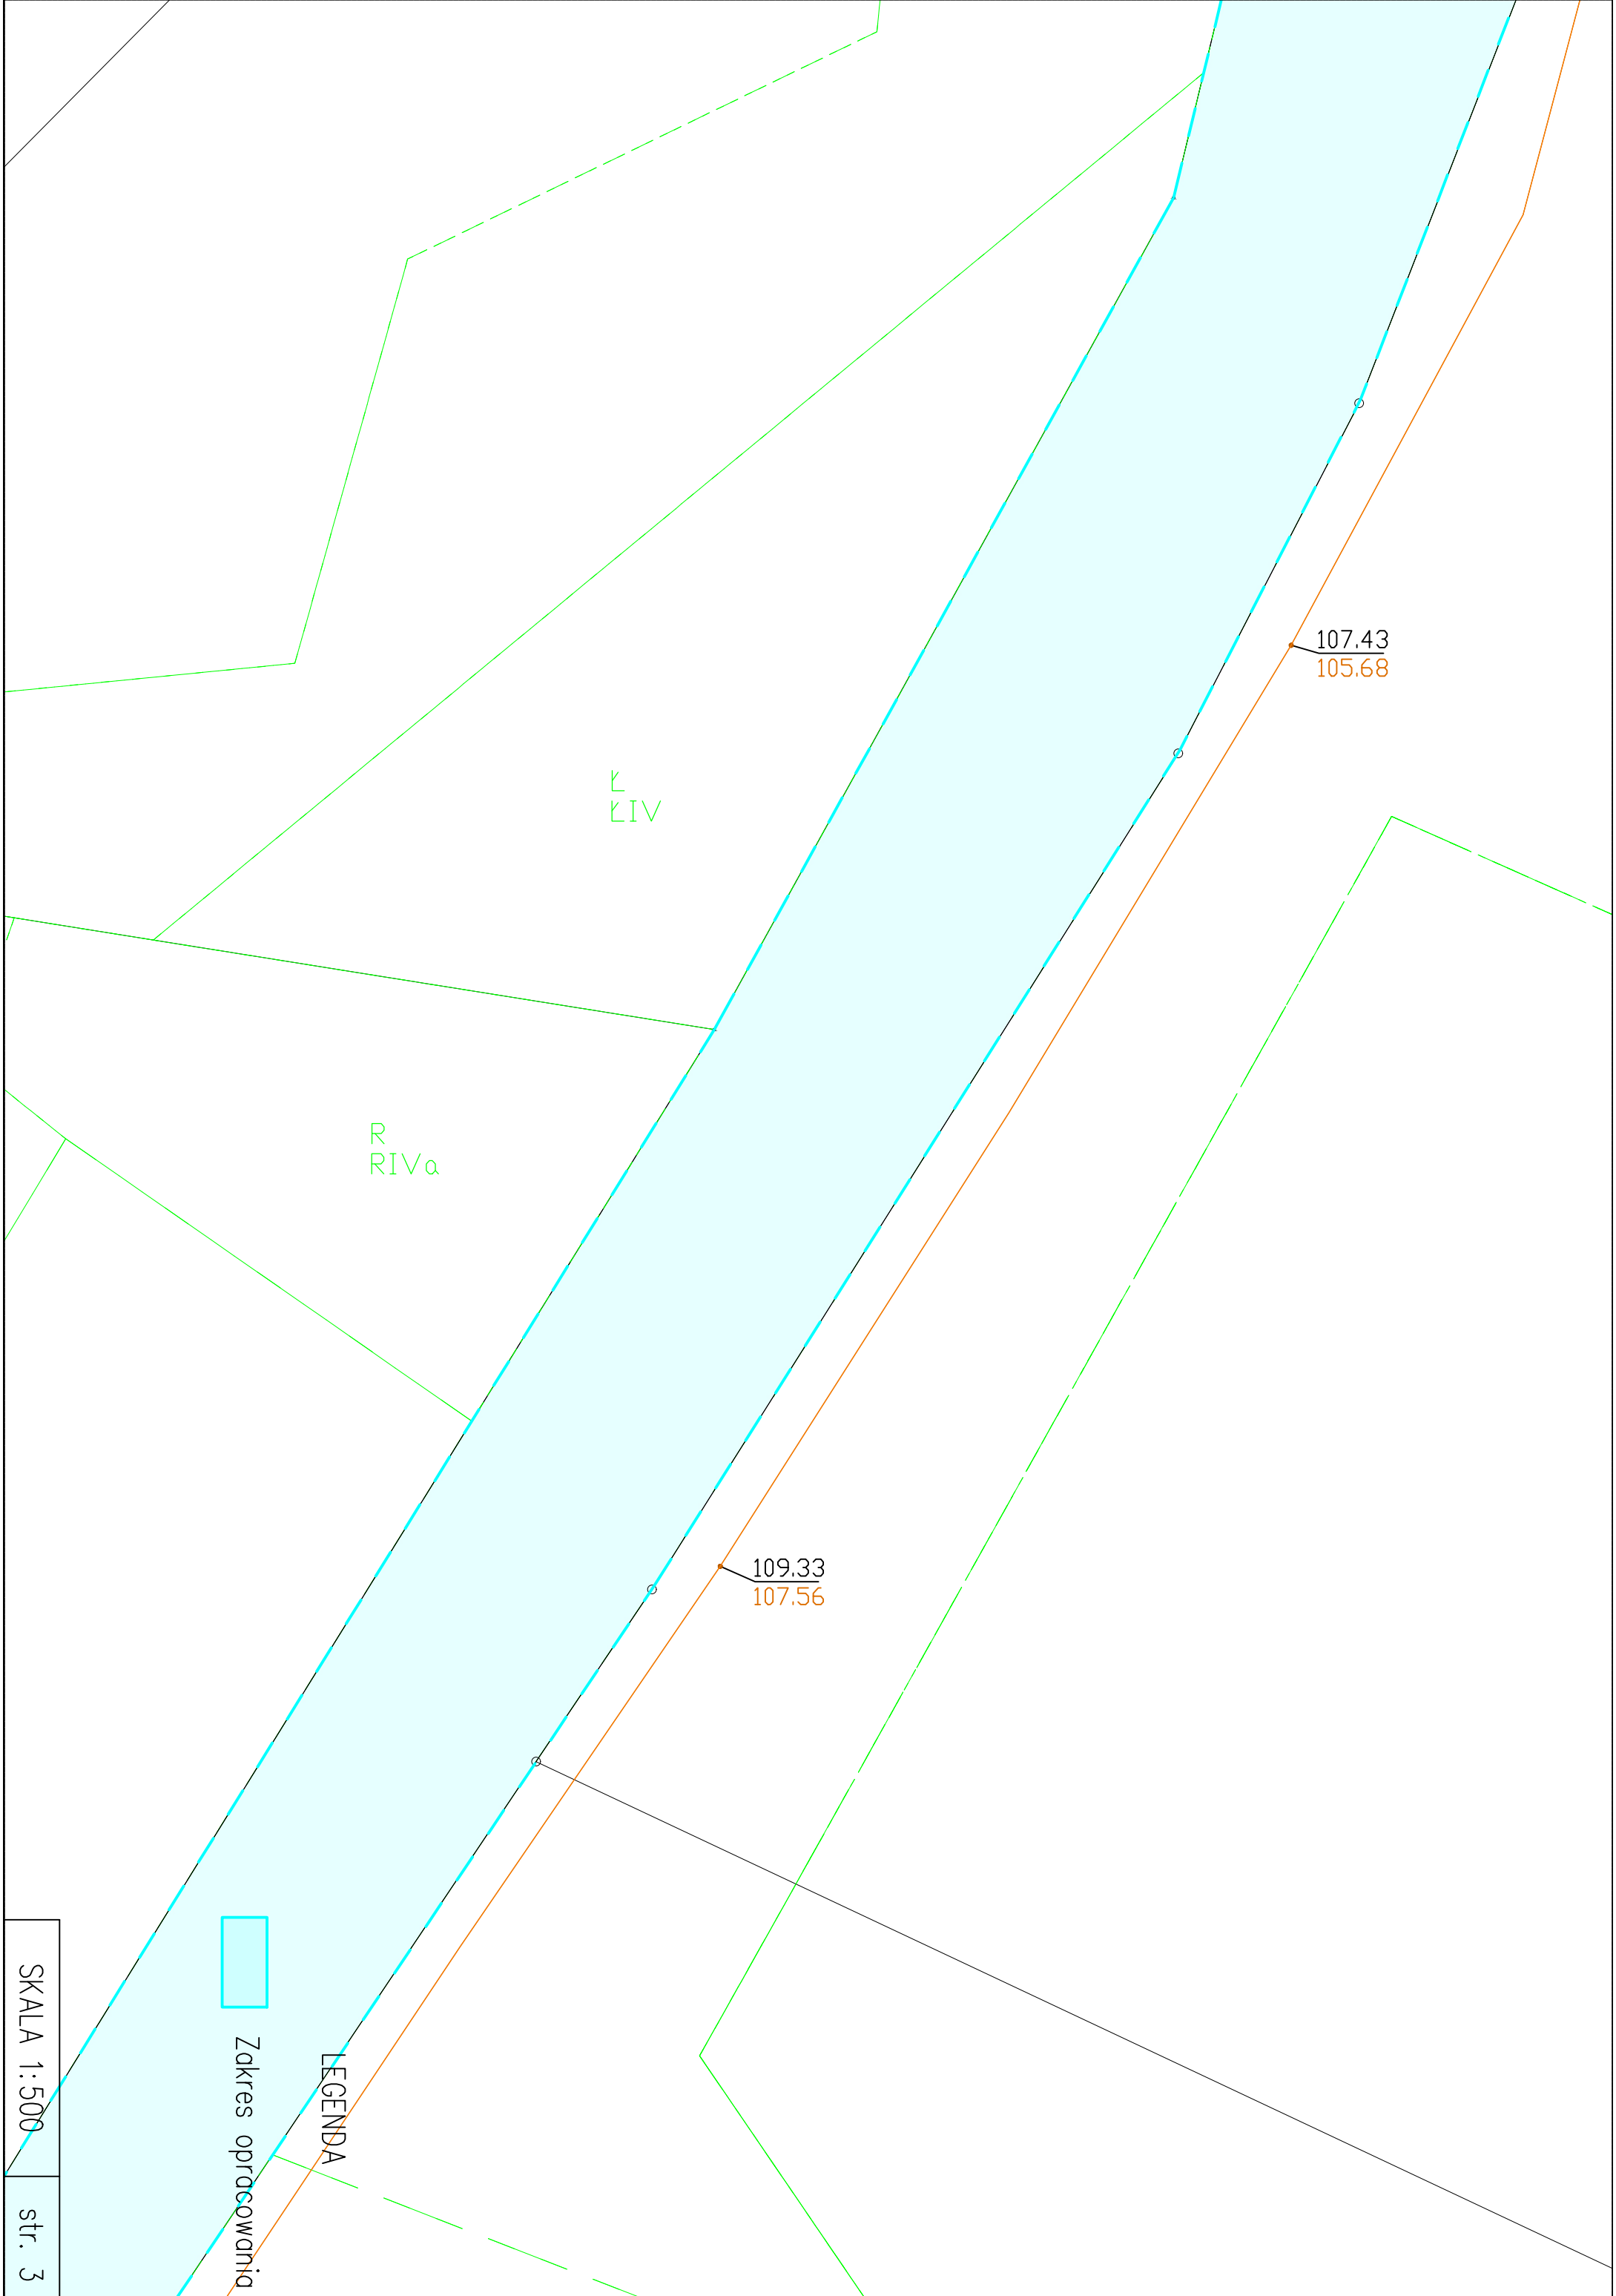 107.43
105.68
Ł
ŁIV
R
RIVa
109.33
107.56
LEGENDA
Zakres opracowania
SKALA 1:500
str. 3